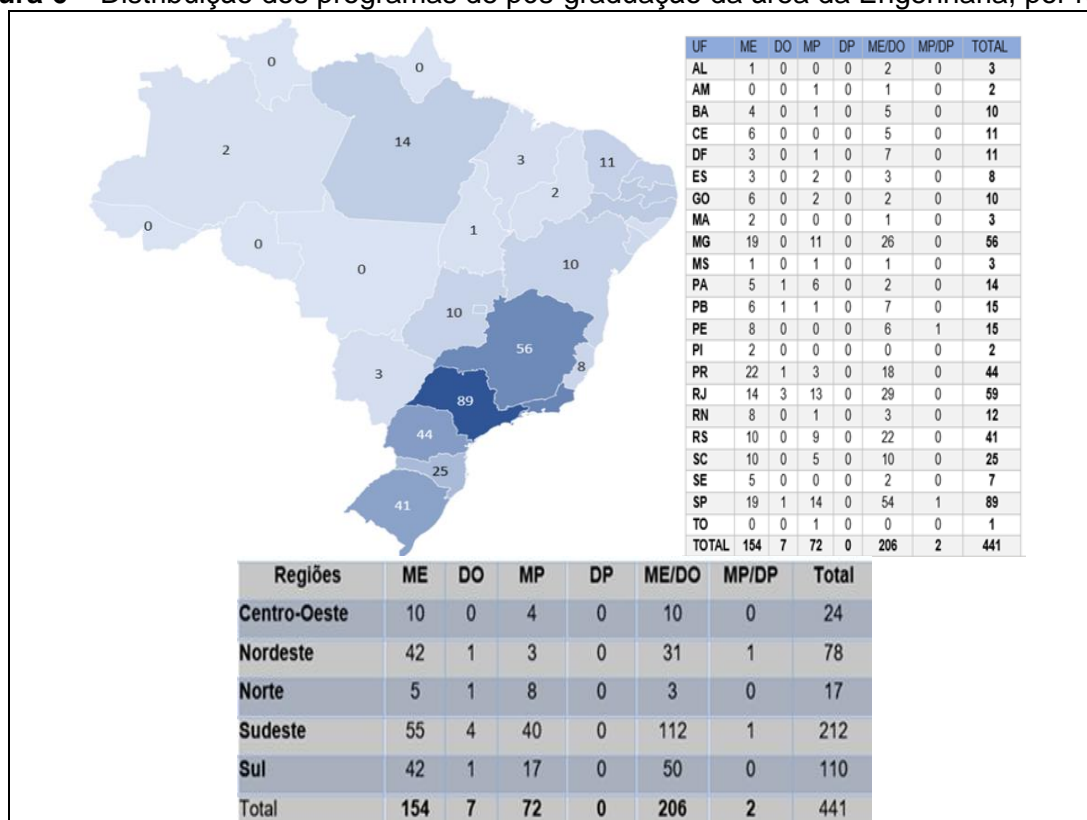 Distribuição dos programas de pós-graduação da área da Engenharia, por
0
0
2
14
3
11
2
0
0
1
0
10
10
56
8
3
89
44
25
41
UF ME DO MP DP ME/DO MP/DP TOTAL
AL 1 0 0 0 2 0 3
AM 0 0 1 0 1 0 2
BA 4 0 1 0 5 0 10
CE 6 0 0 0 5 0 11
DF 3 0 1 0 7 0 11
ES 3 0 2 0 3 0 8
GO 6 0 2 0 2 0 10
MA 2 0 0 0 1 0 3
MG 19 0 11 0 26 0 56
MS 1 0 1 0 1 0 3
PA 5 1 6 0 2 0 14
PB 6 1 1 0 7 0 15
PE 8 0 0 0 6 1 15
PI 2 0 0 0 0 0 2
PR 22 1 3 0 18 0 44
RJ 14 3 13 0 29 0 59
RN 8 0 1 0 3 0 12
RS 10 0 9 0 22 0 41
SC 10 0 5 0 10 0 25
SE 5 0 0 0 2 0 7
SP 19 1 14 0 54 1 89
TO 0 0 1 0 0 0 1
TOTAL 154 7 72 0 206 2 441
Regiões ME DO MP DP ME/DO MP/DP Total
Centro-Oeste 10 0 4 0 10 0 24
Nordeste 42 1 3 0 31 1 78
Norte 5 1 8 0 3 0 17
Sudeste 55 4 40 0 112 1 212
Sul 42 1 17 0 50 0 110
Total 154 7 72 0 206 2 441